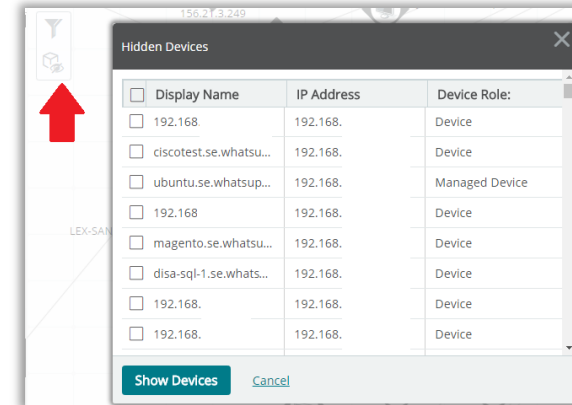 156.21.3.249
Hidden Devices
Display Name IP Address Device Role:
192.168 192.168. Device
ciscotest.se.whatsu... 192.168. Device
ubuntu.se.whatsup... 192.168. Managed Device
192.168 192.168. Device
LEX-SAN
magento.se.whatsu... 192.168. Device
disa-sql-1.se.whats... 192.168. Device
192.168. 192.168. Device
192.168. 192.168. Device
Show Devices Cancel